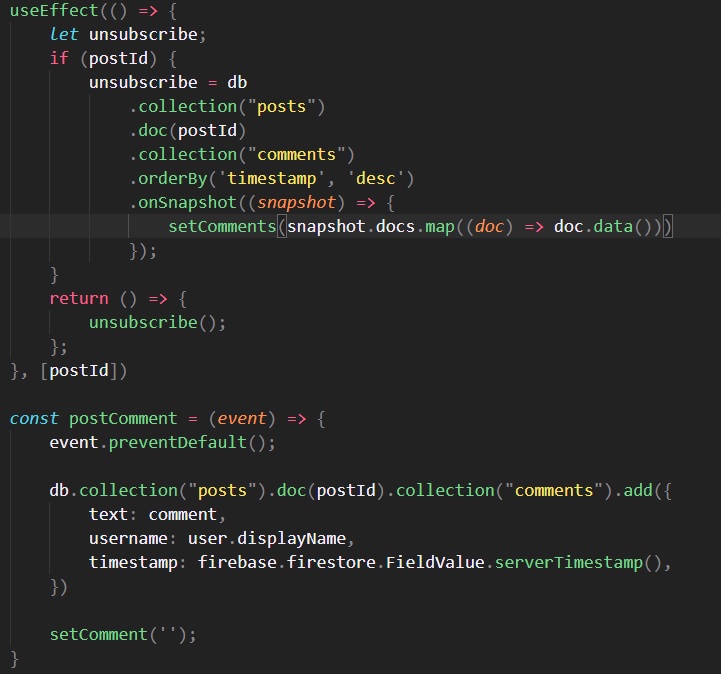 useEffect(() => {
    let unsubscribe;
    if (postId) {
        unsubscribe = db
            .collection("posts")
            .doc(postId)
            .collection("comments")
            .orderBy('timestamp', 'desc')
            .onSnapshot((snapshot) => {
                setComments(snapshot.docs.map((doc) => doc.data()))
            });
    }
    return () => {
        unsubscribe();
    };
}, [postId])

const postComment = (event) => {
    event.preventDefault();

    db.collection("posts").doc(postId).collection("comments").add({
        text: comment,
        username: user.displayName,
        timestamp: firebase.firestore.FieldValue.serverTimestamp(),
    })

    setComment('');
}